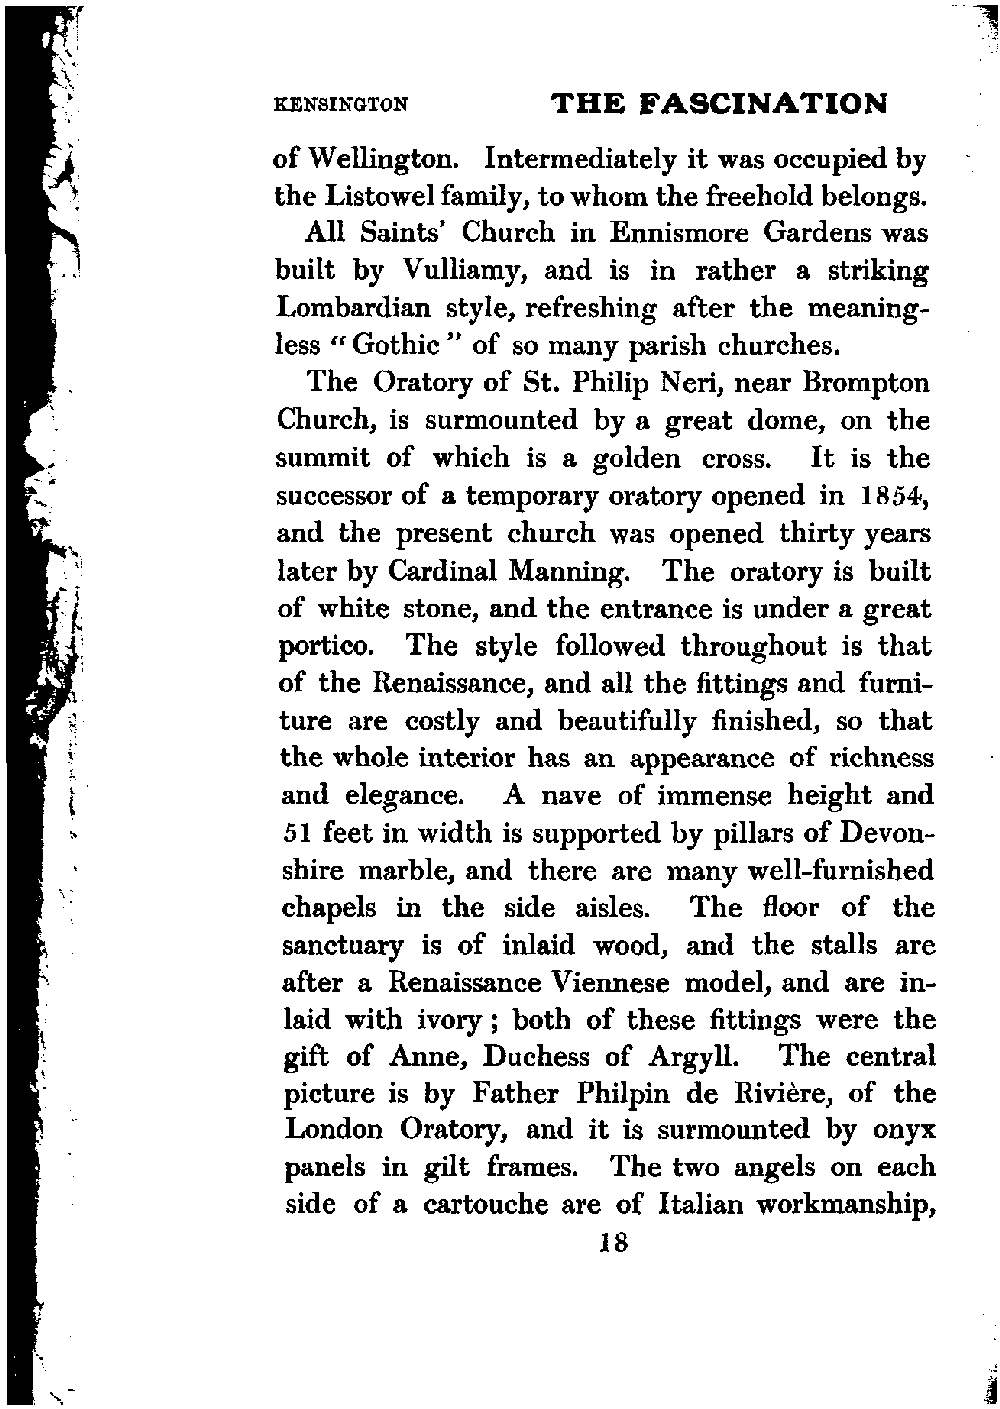 KENSINGTON THE FASCINATION
of Wellington. Intermediately it was occupied by
the Listowel family, to whom the freehold belongs.
All Saints' Church in Ennismore Gardens was
built by Vulliamy, and is in rather a striking
Lombardian style, refreshing after the meaning-
less "Gothic" of so many parish churches.
The Oratory of St. Philip Neri, near Brompton
Church, is surmounted by a great dome, on the
summit of which is a golden cross. It is the
successor of a temporary oratory opened in 1854,
and the present church was opened thirty years
later by Cardinal Manning. The oratory is built
of white stone, and the entrance is under a great
portico. The style followed throughout is that
of the Renaissance, and all the fittings and furni-
ture are costly and beautifully finished, so that
the whole interior has an appearance of richness
and elegance. A nave of immense height and
51 feet in width is supported by pillars of Devon-
shire marble, and there are many well-furnished
chapels in the side aisles. The floor of the
sanctuary is of inlaid wood, and the stalls are
after a Renaissance Viennese model, and are in-
laid with ivory; both of these fittings were the
gift of Anne, Duchess of Argyll. The central
picture is by Father Philpin de Rivière, of the
London Oratory, and it is surmounted by onyx
panels in gilt frames. The two angels on each
side of a cartouche are of Italian workmanship,
18